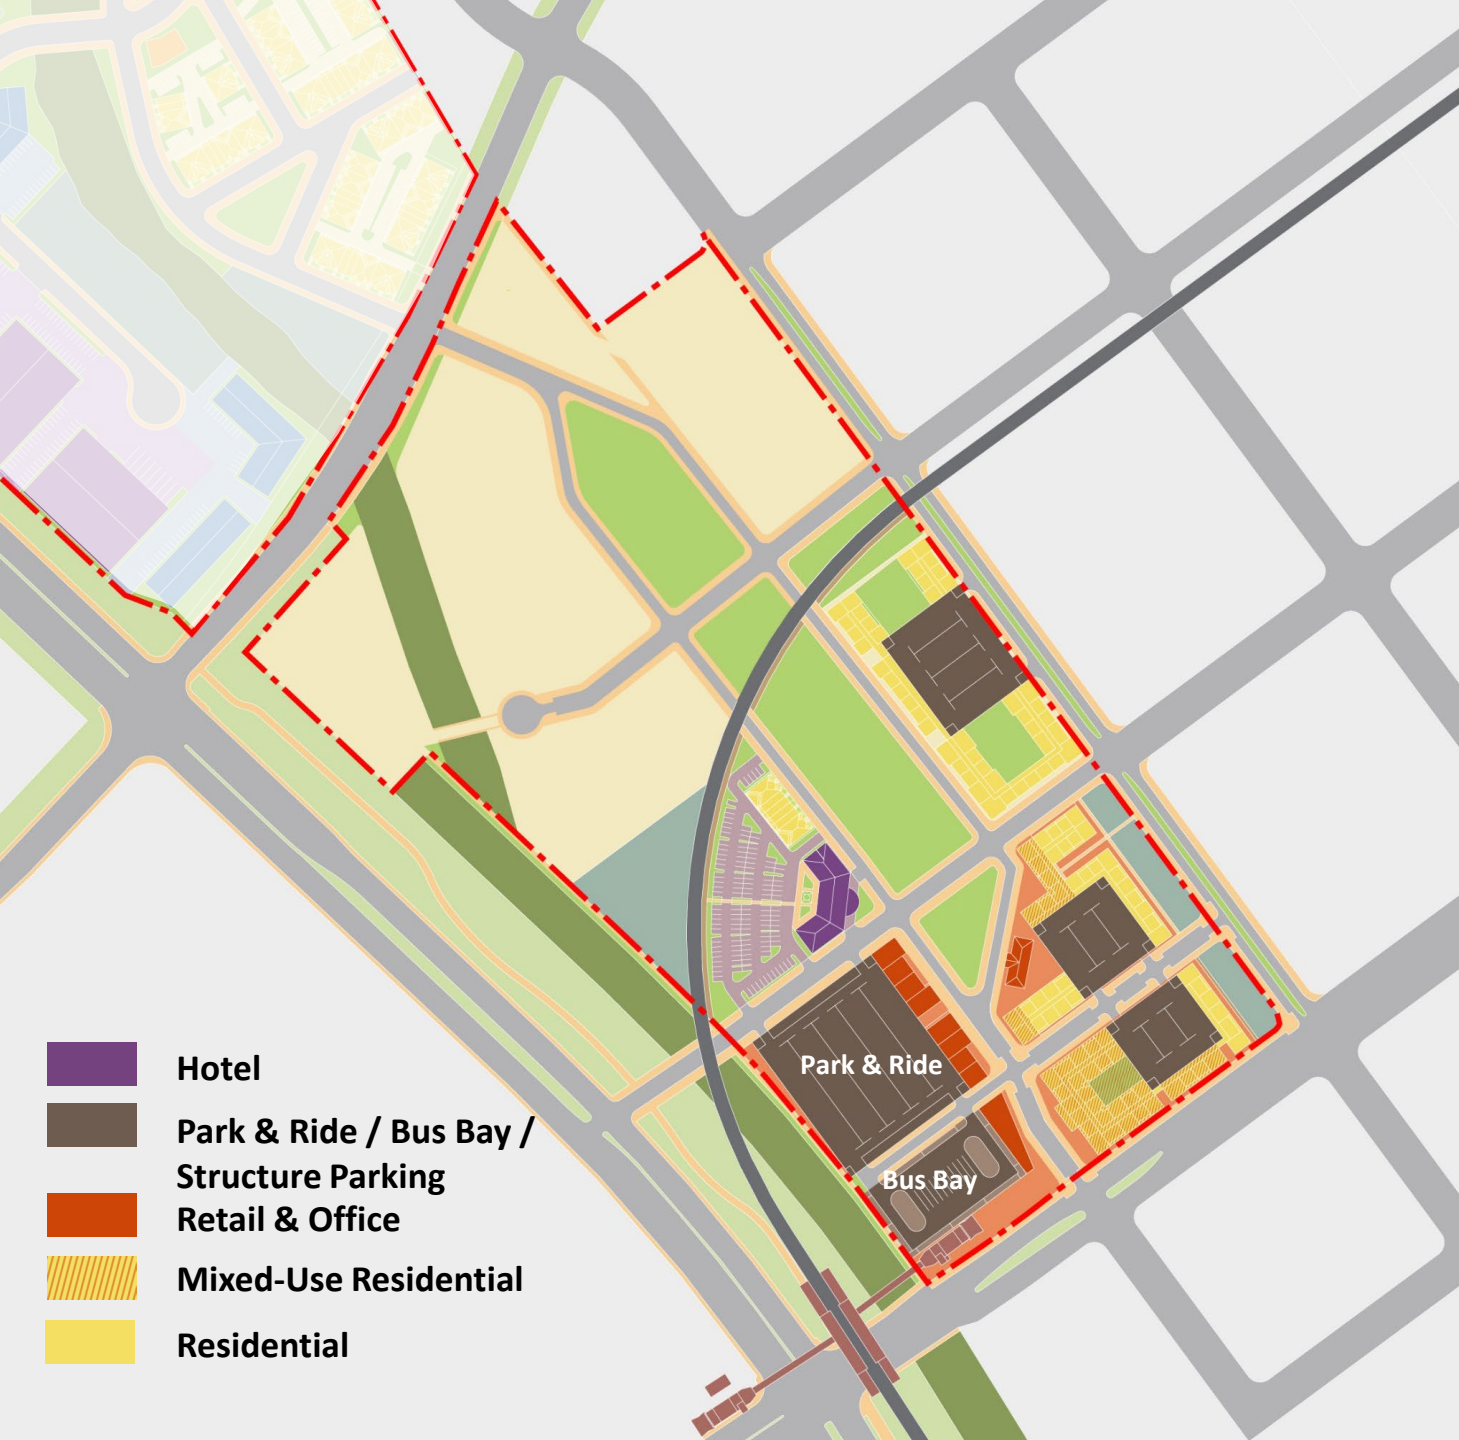 Park & Ride
Bus Bay
Hotel
Park & Ride / Bus Bay /
Structure Parking
Retail & Office
Mixed-Use Residential
Residential